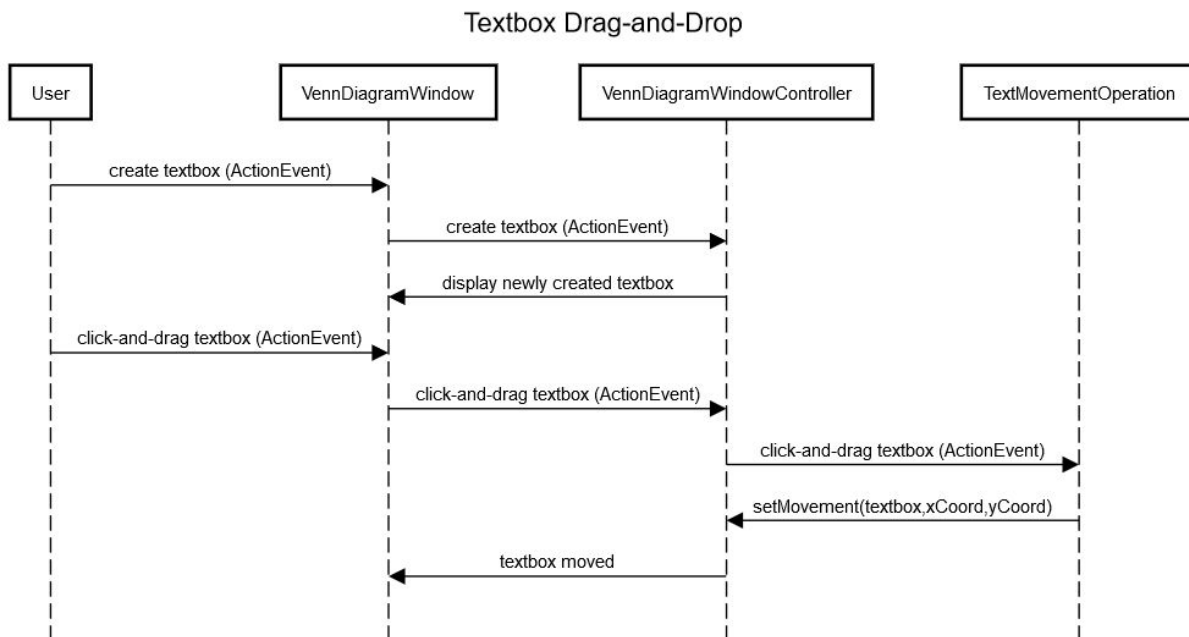 Textbox Drag-and-Drop
User
VennDiagramWindow
VennDiagramWindowController
TextMovementOperation
create textbox (ActionEvent)
create textbox (ActionEvent)
display newly created textbox
click-and-drag textbox (ActionEvent)
click-and-drag textbox (ActionEvent)
click-and-drag textbox (ActionEvent)
setMovement(textbox,xCoord,yCoord)
textbox moved